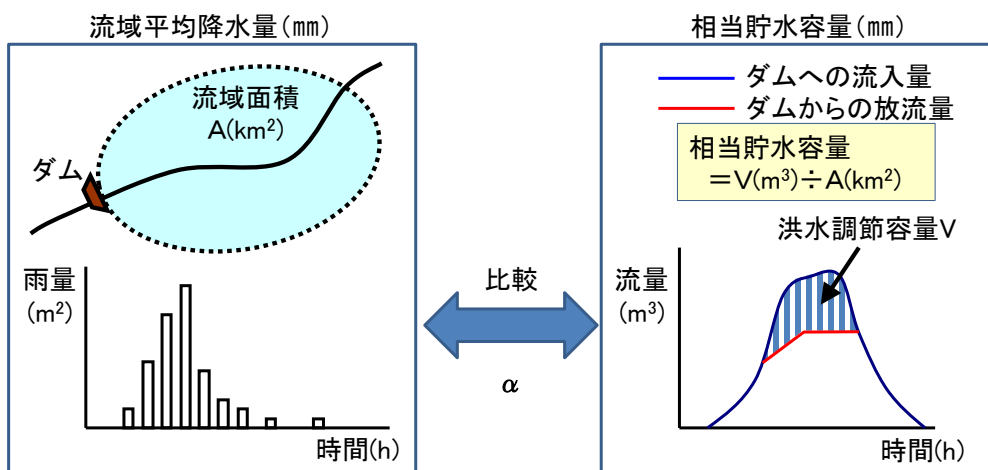 流域平均降水量(㎜)
流域面積
A(km²)
ダム
雨量
(m²)
時間(h)
比較
α
相当貯水容量(㎜)
ダムへの流入量
ダムからの放流量
相当貯水容量
＝V(m³)÷A(km²)
洪水調節容量V
流量
(m³)
時間(h)